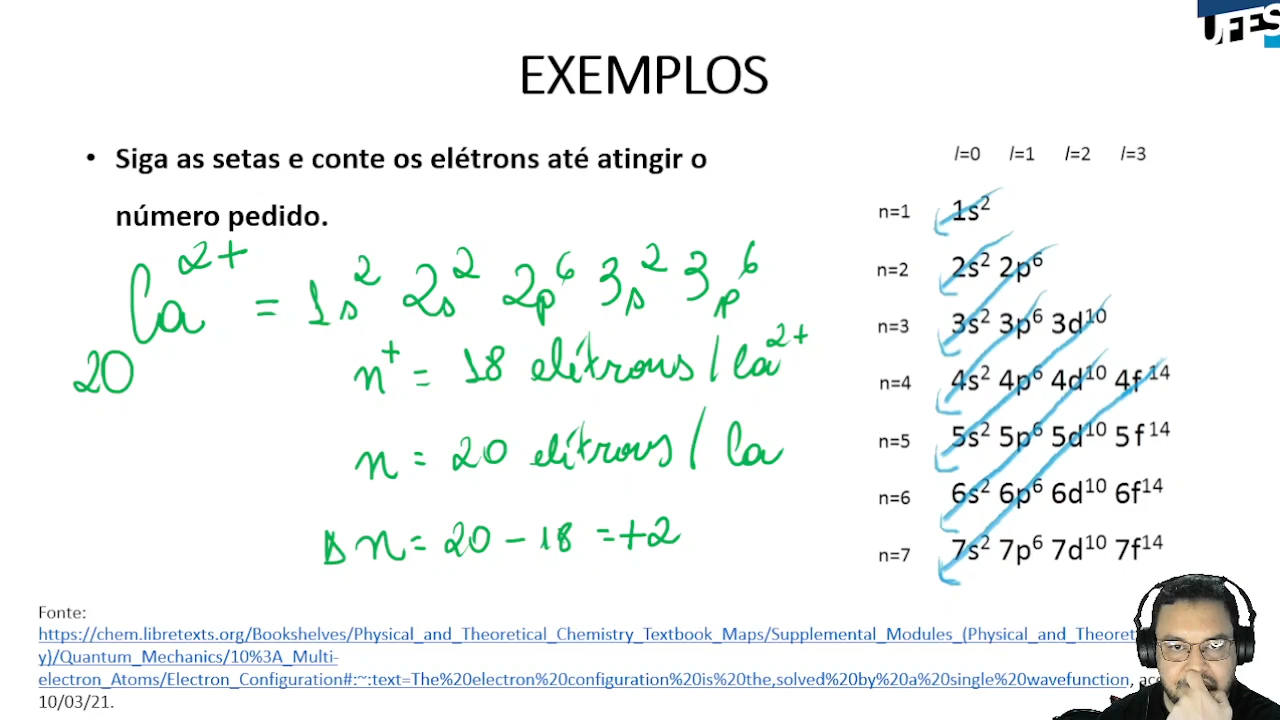 UFES
EXEMPLOS
• Siga as setas e conte os elétrons até atingir o
número pedido.
20Ca²⁺ = 1s² 2s² 2p⁶ 3s² 3p⁶
n⁺ = 18 elétrons / Ca²⁺
n = 20 elétrons / Ca
Δn = 20 - 18 = +2
l=0 l=1 l=2 l=3
n=1 1s²
n=2 2s² 2p⁶
n=3 3s² 3p⁶ 3d¹⁰
n=4 4s² 4p⁶ 4d¹⁰ 4f¹⁴
n=5 5s² 5p⁶ 5d¹⁰ 5f¹⁴
n=6 6s² 6p⁶ 6d¹⁰ 6f¹⁴
n=7 7s² 7p⁶ 7d¹⁰ 7f¹⁴
Fonte:
https://chem.libretexts.org/Bookshelves/Physical_and_Theoretical_Chemistry_Textbook_Maps/Supplemental_Modules_(Physical_and_Theoret
y)/Quantum_Mechanics/10%3A_Multi-
electron_Atoms/Electron_Configuration#:~:text=The%20electron%20configuration%20is%20the,solved%20by%20a%20single%20wavefunction, ac
10/03/21.